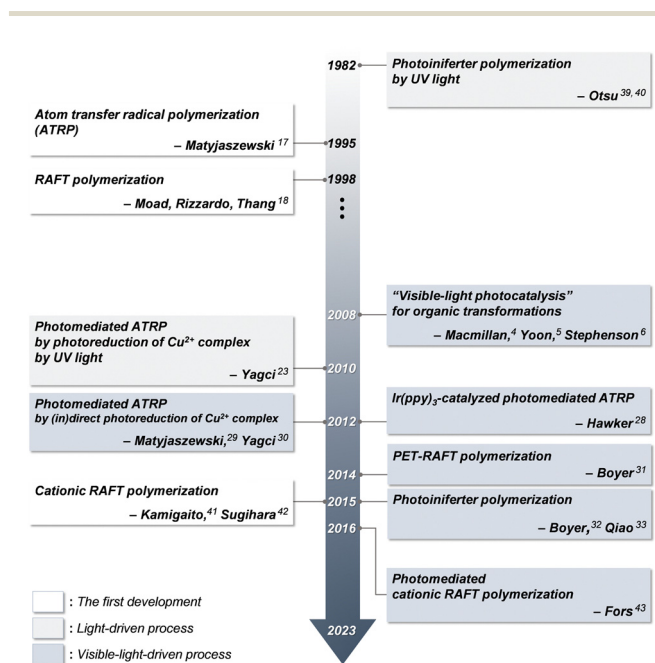 1982
Photoiniferter polymerization
by UV light
– Otsu 39, 40
Atom transfer radical polymerization
(ATRP)
– Matyjaszewski 17
1995
RAFT polymerization
– Moad, Rizzardo, Thang 18
1998
2008
"Visible-light photocatalysis"
for organic transformations
– Macmillan,4 Yoon,5 Stephenson 6
Photomediated ATRP
by photoreduction of Cu2+ complex
by UV light
– Yagci 23
2010
Photomediated ATRP
by (in)direct photoreduction of Cu2+ complex
– Matyjaszewski,29 Yagci 30
2012
Ir(ppy)3-catalyzed photomediated ATRP
– Hawker 28
2014
PET-RAFT polymerization
– Boyer 31
Cationic RAFT polymerization
– Kamigaito,41 Sugihara 42
2015
Photoiniferter polymerization
– Boyer,32 Qiao 33
2016
Photomediated
cationic RAFT polymerization
– Fors 43
: The first development
: Light-driven process
: Visible-light-driven process
2023